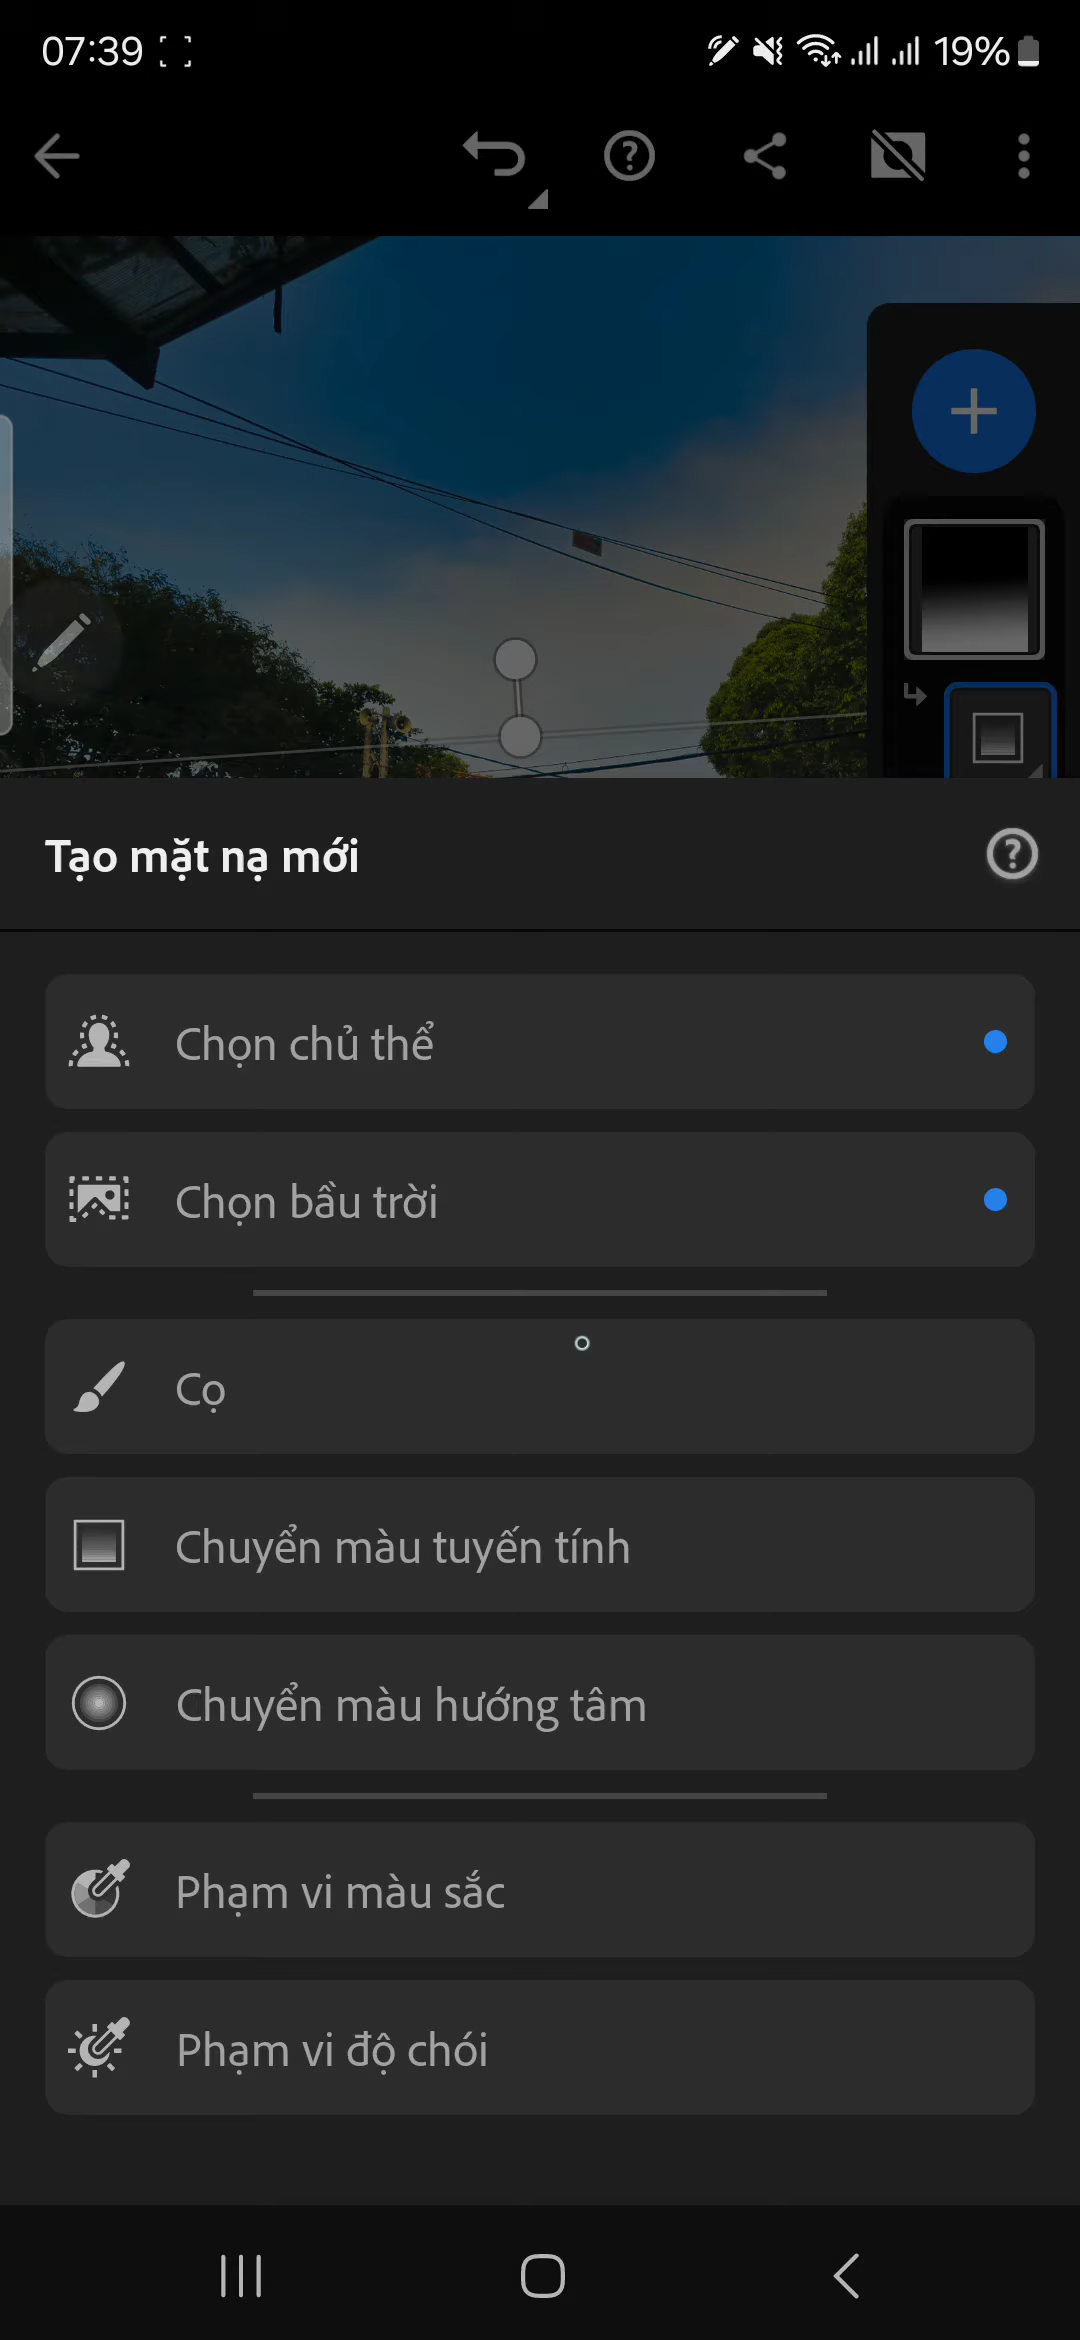 07:39
19%
Tạo mặt nạ mới
Chọn chủ thể
Chọn bầu trời
Cọ
Chuyển màu tuyến tính
Chuyển màu hướng tâm
Phạm vi màu sắc
Phạm vi độ chói